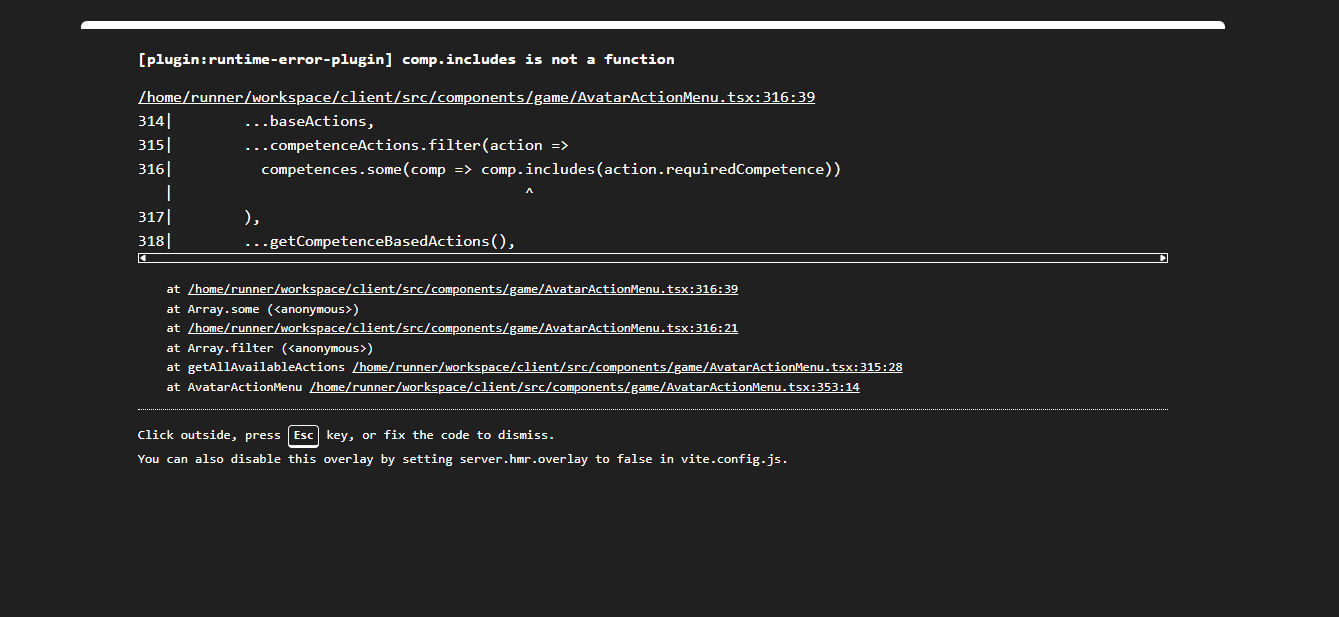 [plugin:runtime-error-plugin] comp.includes is not a function
/home/runner/workspace/client/src/components/game/AvatarActionMenu.tsx:316:39
314|        ...baseActions,
315|        ...competenceActions.filter(action =>
316|          competences.some(comp => comp.includes(action.requiredCompetence))
   |                                       ^
317|        ),
318|        ...getCompetenceBasedActions(),
at /home/runner/workspace/client/src/components/game/AvatarActionMenu.tsx:316:39
at Array.some (<anonymous>)
at /home/runner/workspace/client/src/components/game/AvatarActionMenu.tsx:316:21
at Array.filter (<anonymous>)
at getAllAvailableActions /home/runner/workspace/client/src/components/game/AvatarActionMenu.tsx:315:28
at AvatarActionMenu /home/runner/workspace/client/src/components/game/AvatarActionMenu.tsx:353:14
Click outside, press Esc key, or fix the code to dismiss.
You can also disable this overlay by setting server.hmr.overlay to false in vite.config.js.